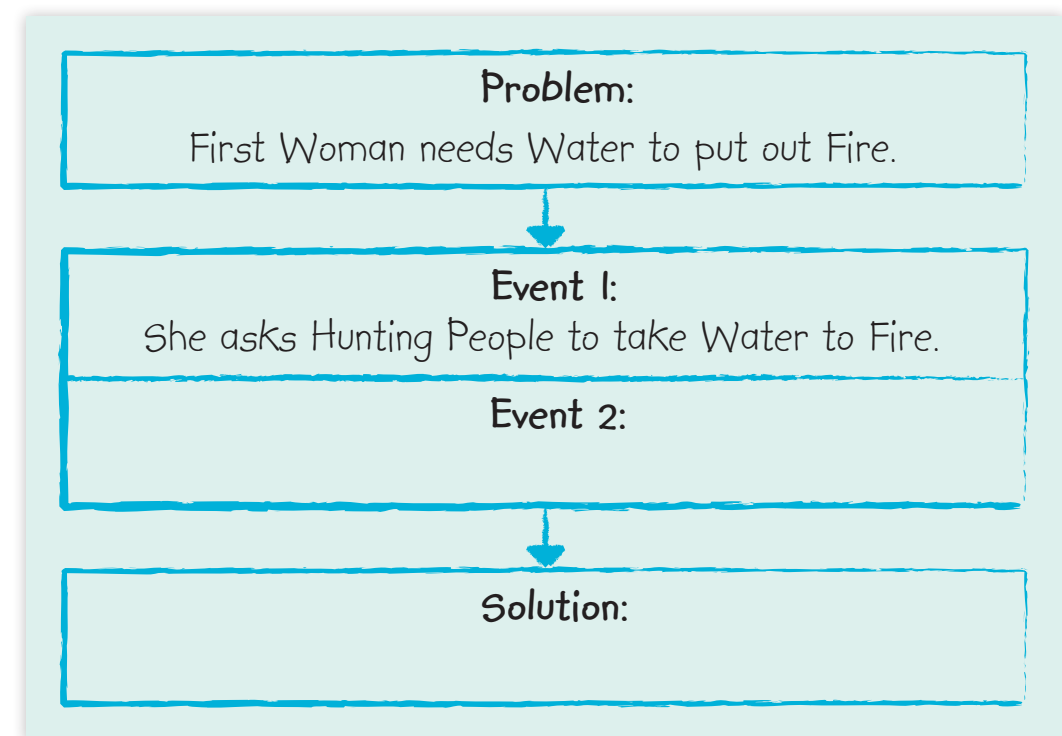 Problem:
First Woman needs Water to put out Fire.
Event 1:
She asks Hunting People to take Water to Fire.
Event 2:
Solution: